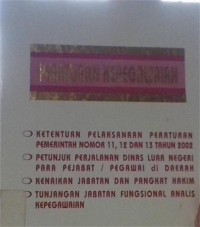 KEPEGAWAIAN
KETENTUAN PELAKSANAAN PERATURAN
PEMERINTAH NOMOR 11, 12 DAN 13 TAHUN 2002
PETUNJUK PERJALANAN DINAS LUAR NEGERI
PARA PEJABAT / PEGAWAI di DAERAH
KENAIKAN JABATAN DAN PANGKAT HAKIM
TUNJANGAN JABATAN FUNGSIONAL ANALIS
KEPEGAWAIAN